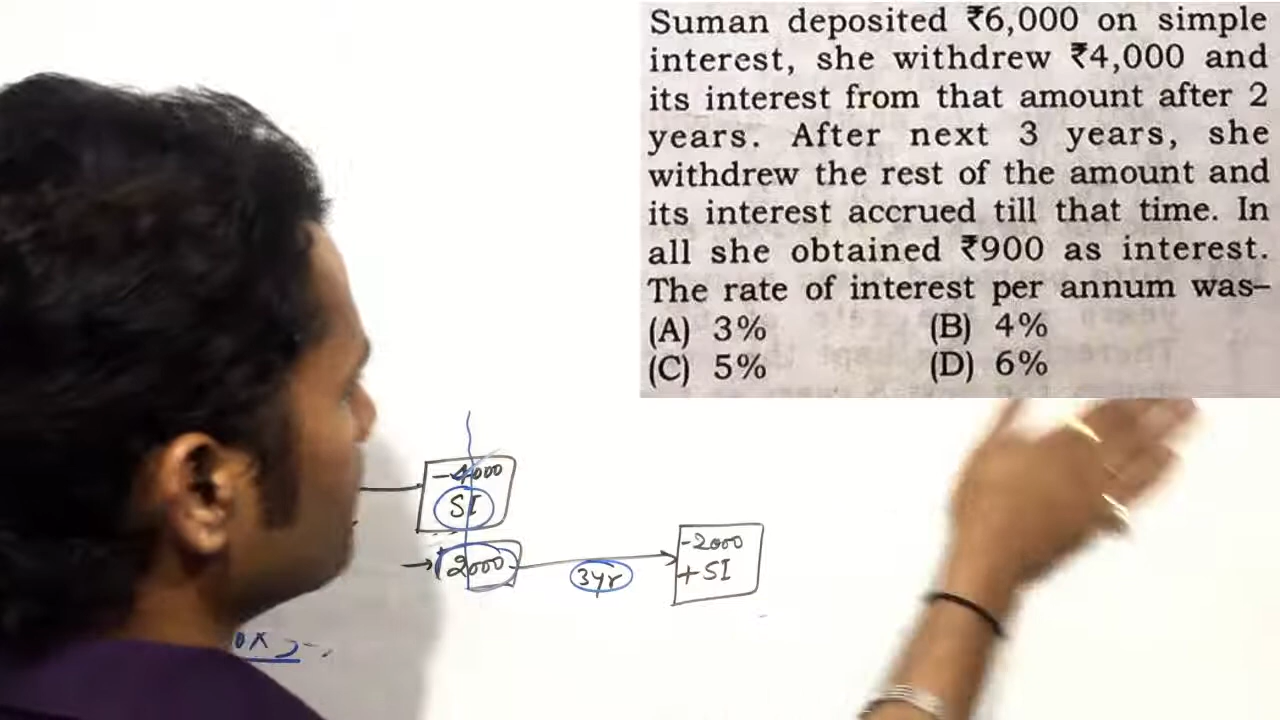 Suman deposited ₹6,000 on simple
interest, she withdrew ₹4,000 and
its interest from that amount after 2
years. After next 3 years, she
withdrew the rest of the amount and
its interest accrued till that time. In
all she obtained ₹900 as interest.
The rate of interest per annum was–
(A) 3% (B) 4%
(C) 5% (D) 6%
-4000
SI
2000
3yr
-2000
+SI